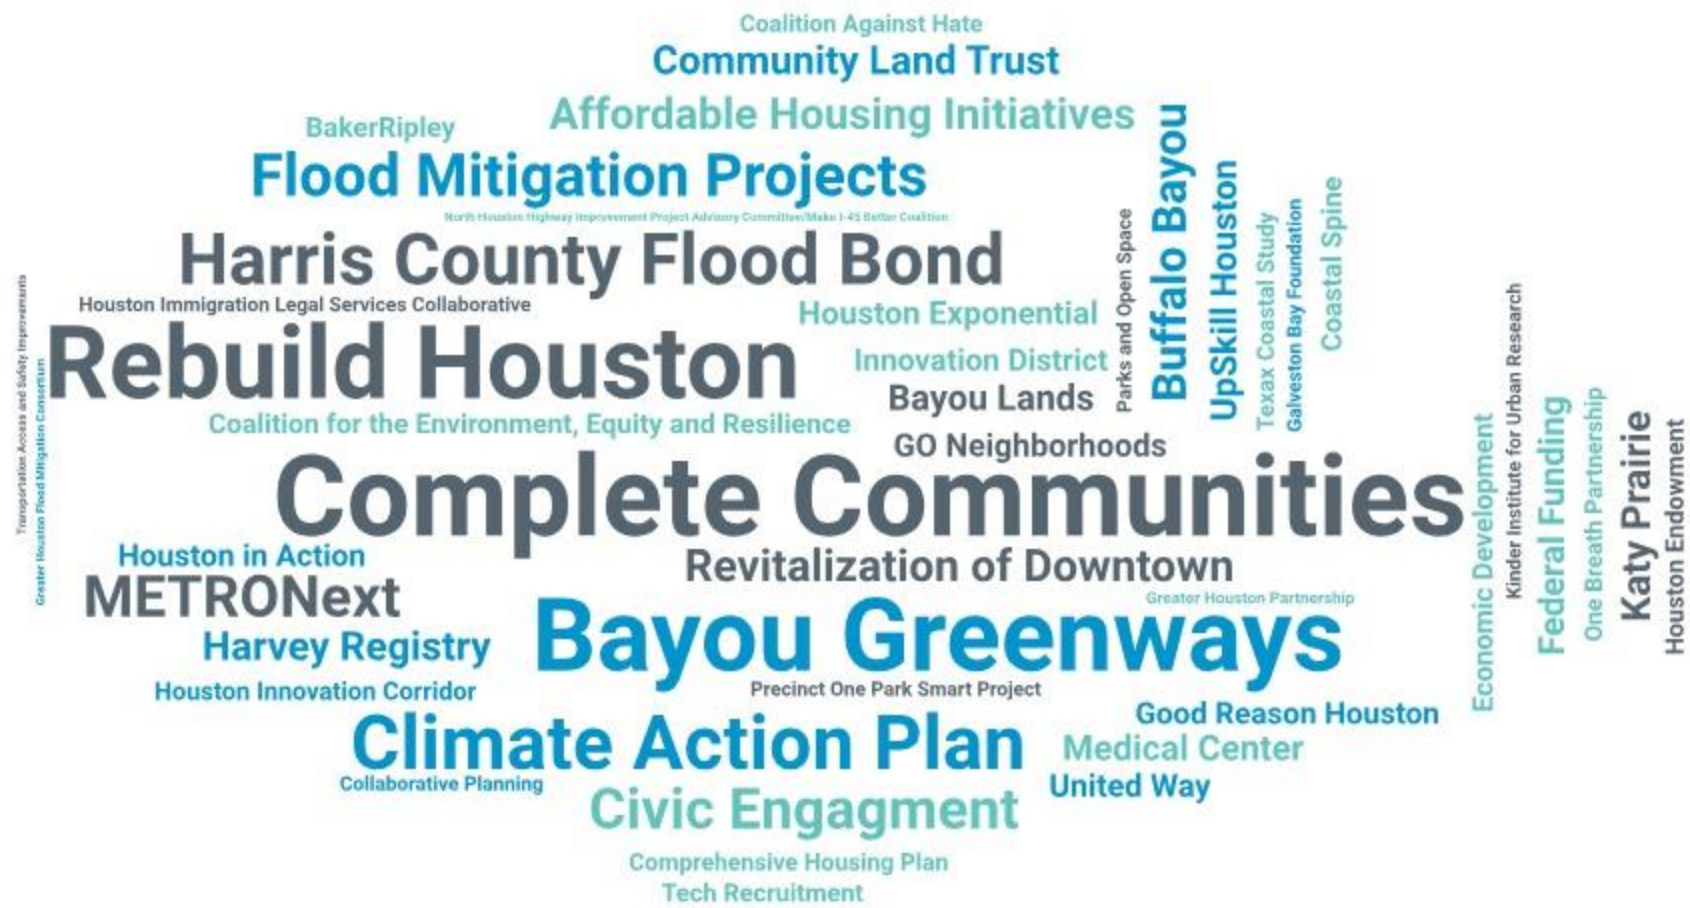 Coalition Against Hate
Community Land Trust
Affordable Housing Initiatives
BakerRipley
Flood Mitigation Projects
North Houston Highway Improvement Project Advisory Committee/Make I-45 Better Coalition
Harris County Flood Bond
Houston Immigration Legal Services Collaborative
Houston Exponential
Rebuild Houston
Innovation District
Bayou Lands
Coalition for the Environment, Equity and Resilience
GO Neighborhoods
Complete Communities
Houston in Action
Revitalization of Downtown
METRONext
Greater Houston Partnership
Bayou Greenways
Harvey Registry
Houston Innovation Corridor
Precinct One Park Smart Project
Good Reason Houston
Climate Action Plan
Medical Center
Collaborative Planning
United Way
Civic Engagment
Comprehensive Housing Plan
Tech Recruitment
Transportation Access and Safety Improvements
Greater Houston Flood Mitigation Consortium
Parks and Open Space
Buffalo Bayou
UpSkill Houston
Texax Coastal Study
Galveston Bay Foundation
Coastal Spine
Economic Development
Kinder Institute for Urban Research
Federal Funding
One Breath Partnership
Katy Prairie
Houston Endowment